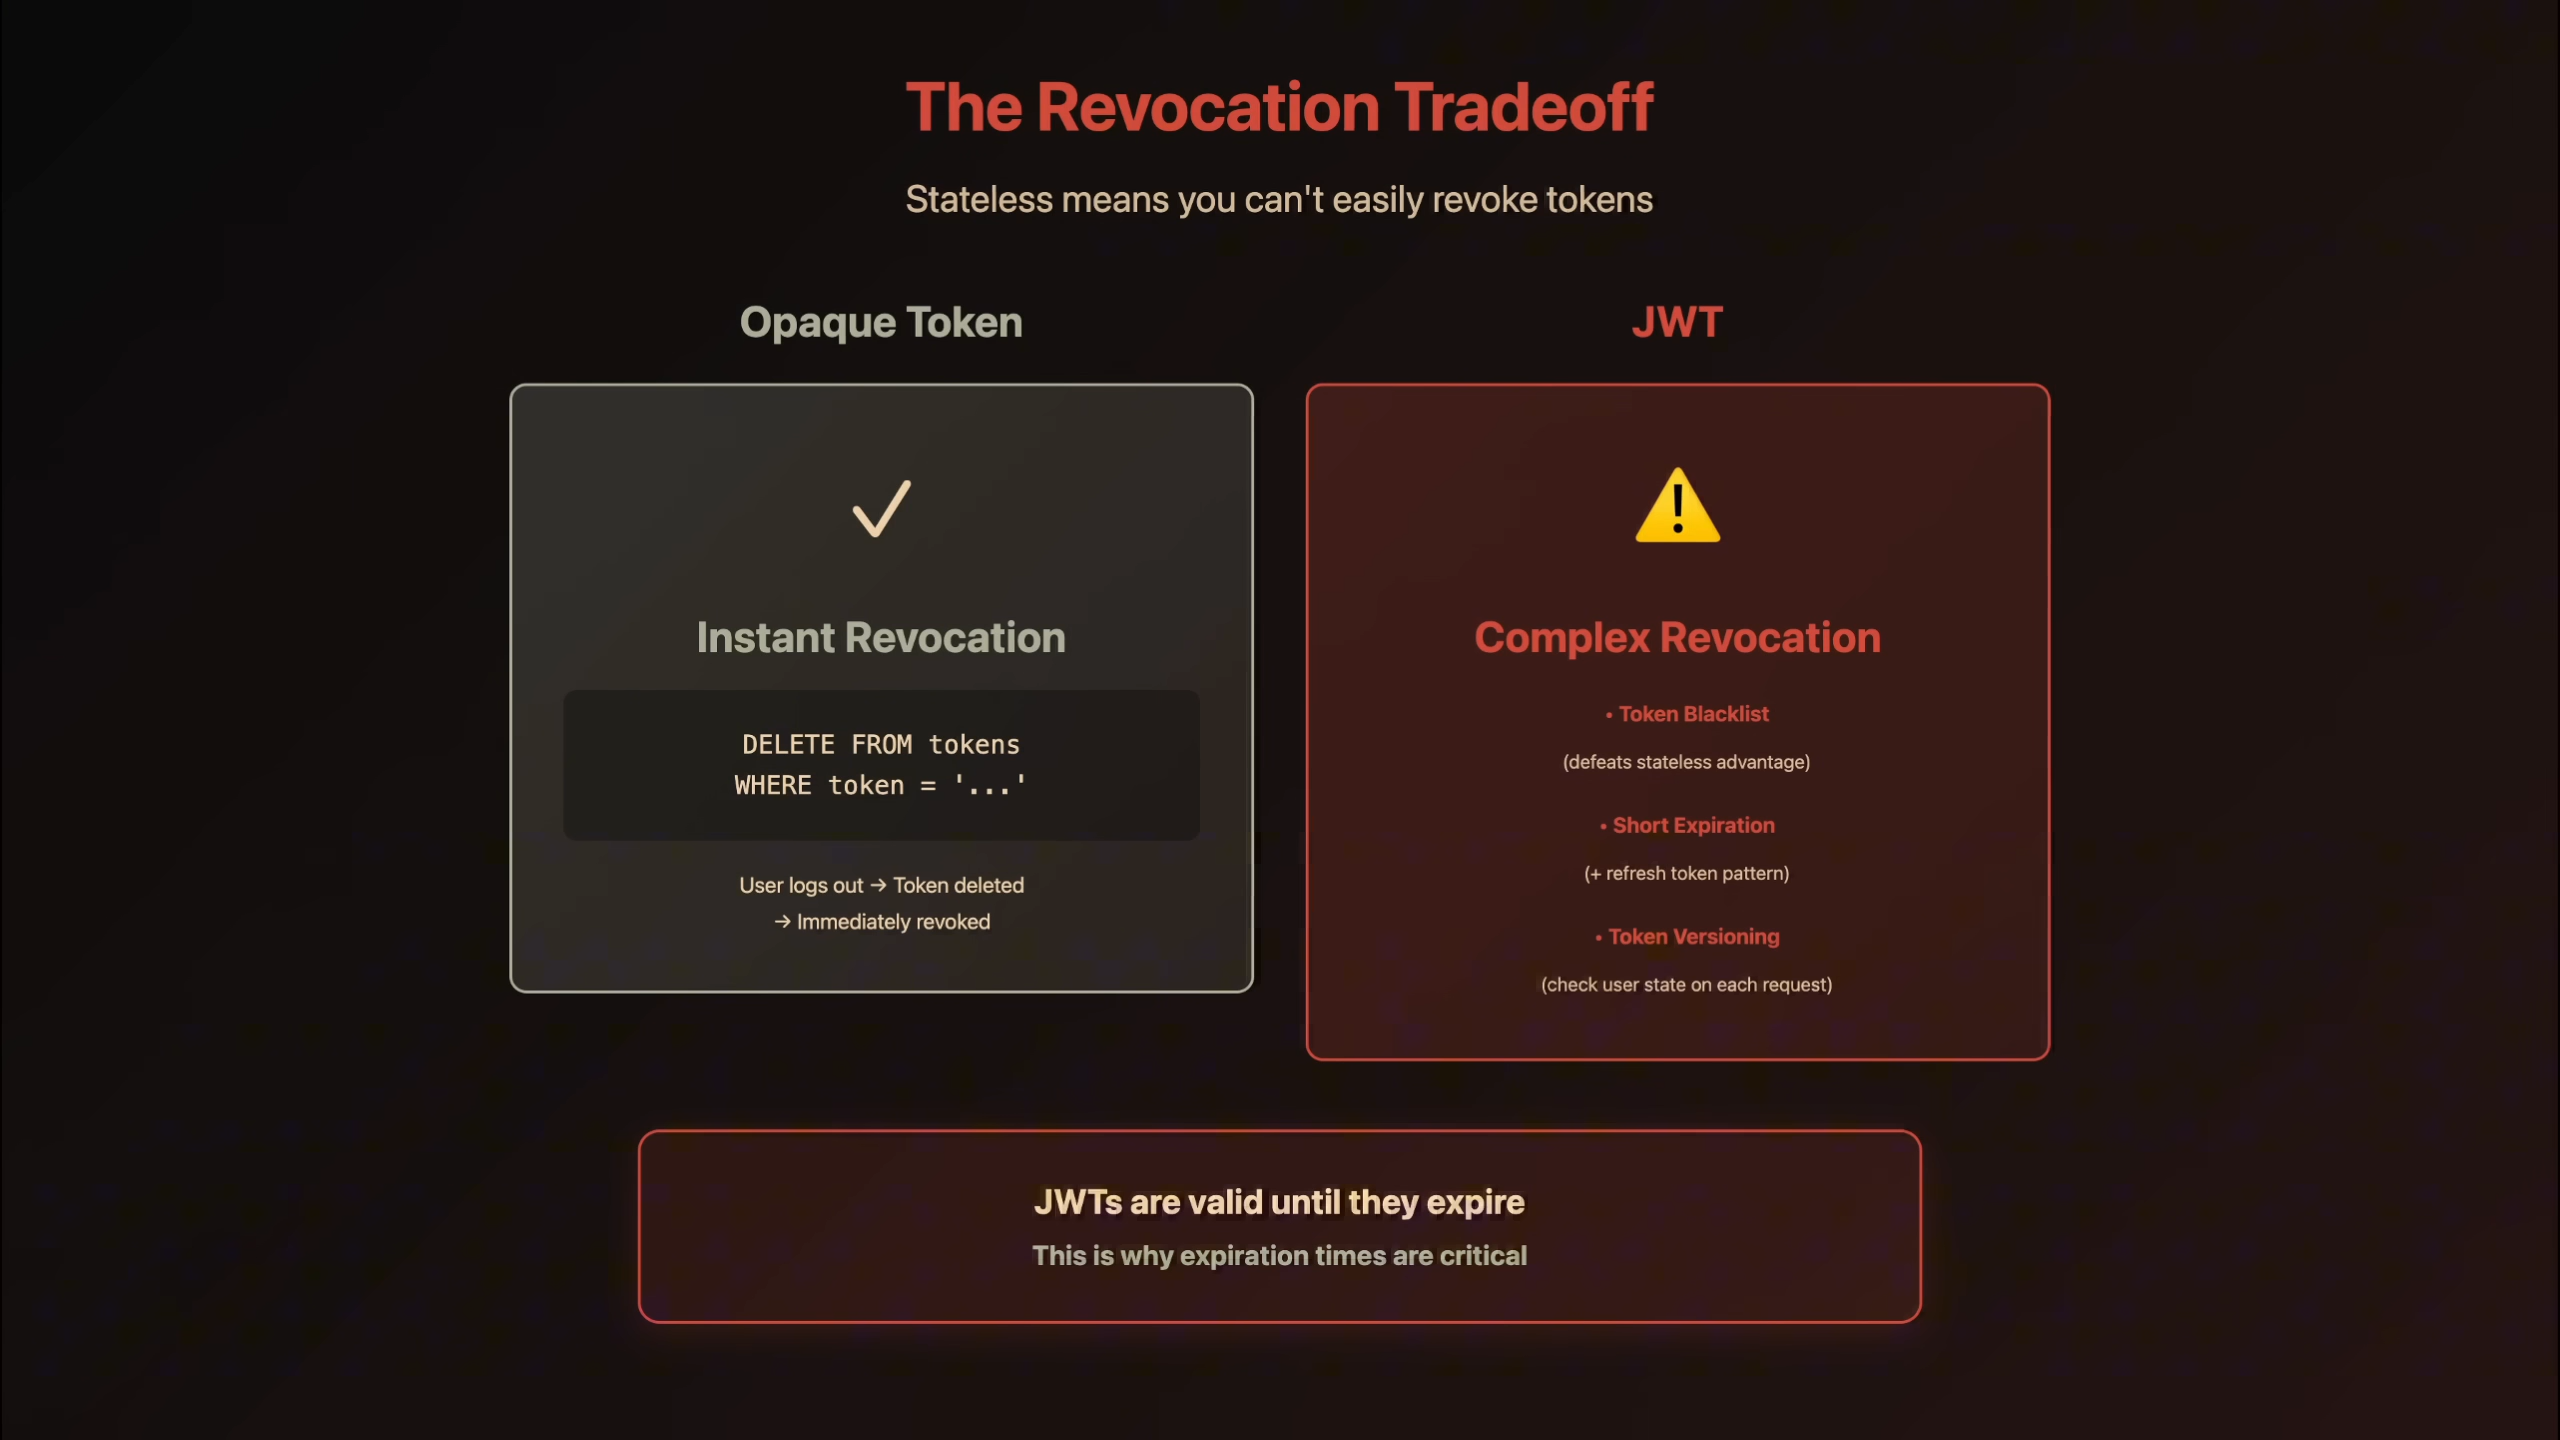 The Revocation Tradeoff
Stateless means you can't easily revoke tokens
Opaque Token
Instant Revocation
DELETE FROM tokens
WHERE token = '...'
User logs out → Token deleted
→ Immediately revoked
JWT
Complex Revocation
• Token Blacklist
(defeats stateless advantage)
• Short Expiration
(+ refresh token pattern)
• Token Versioning
(check user state on each request)
JWTs are valid until they expire
This is why expiration times are critical